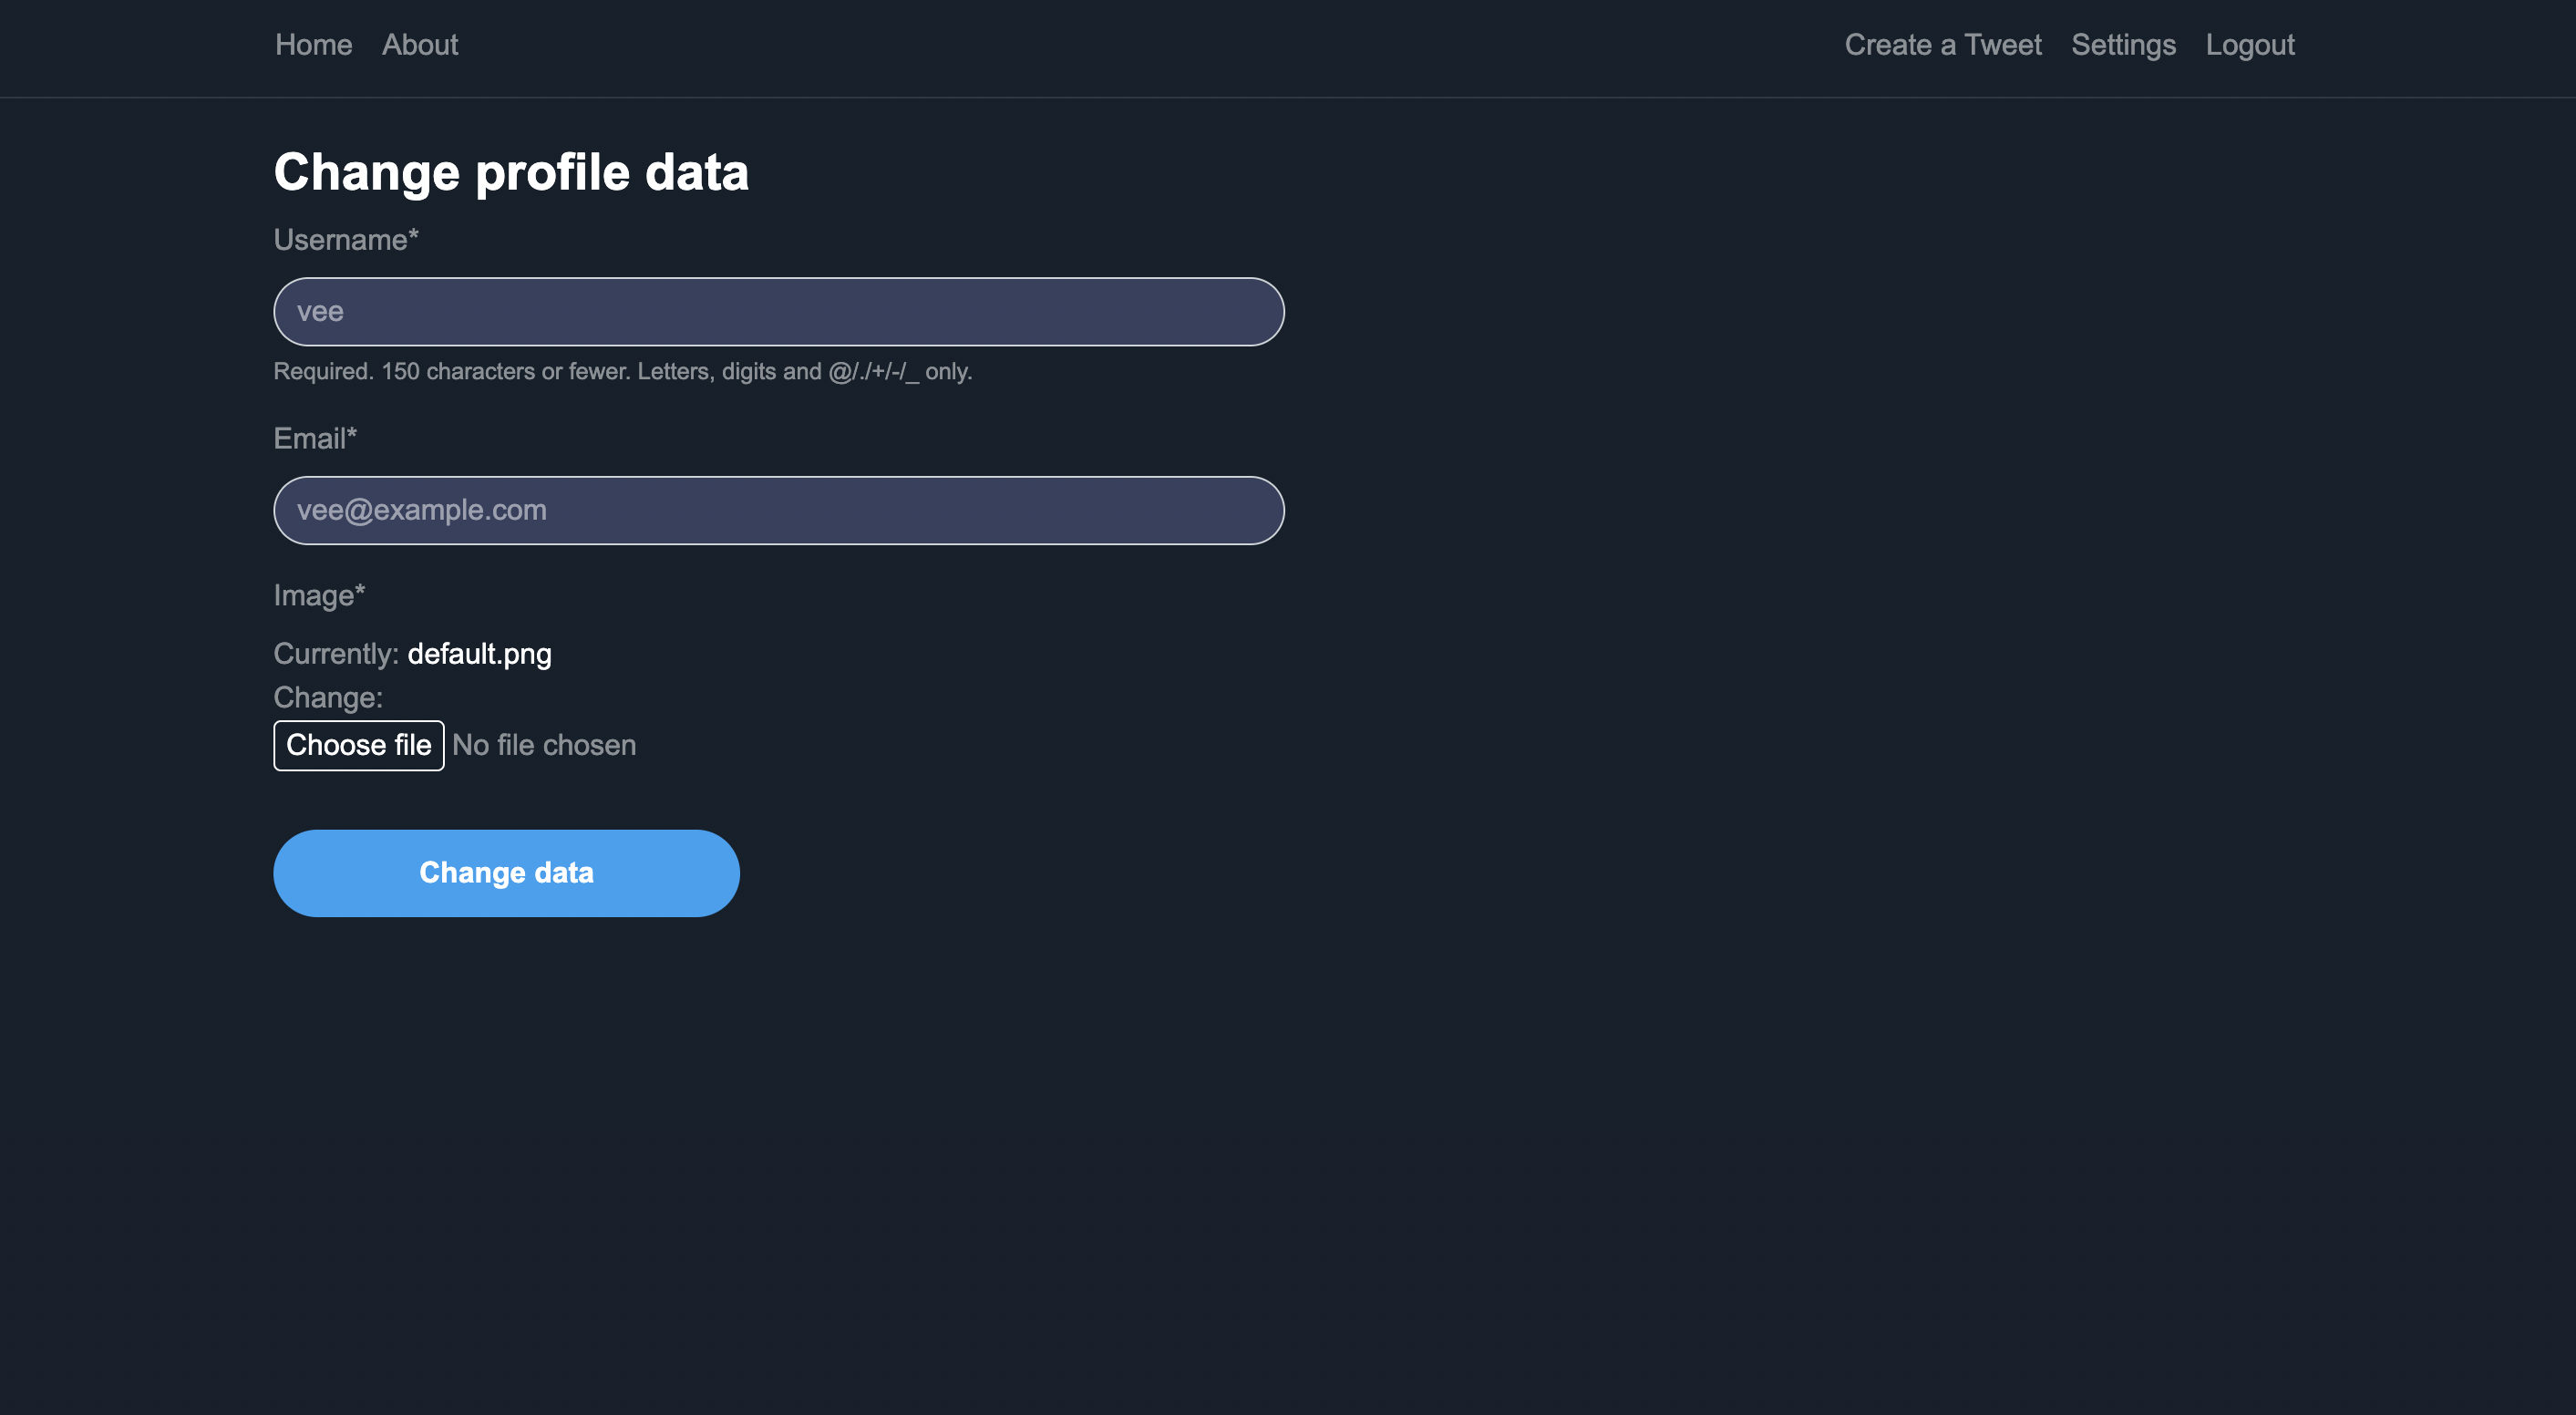 Home About Create a Tweet Settings Logout
Change profile data
Username*
vee
Required. 150 characters or fewer. Letters, digits and @/./+/-/_ only.
Email*
vee@example.com
Image*
Currently: default.png
Change:
Choose file No file chosen
Change data